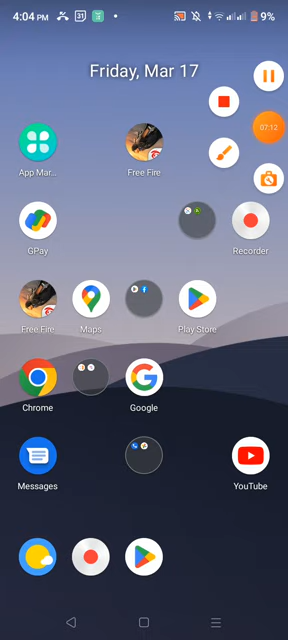 4:04 PM
31
9%
Friday, Mar 17
07:12
App Mar...
Free Fire
GPay
Recorder
Free Fire
Maps
Play Store
Chrome
Google
Messages
YouTube